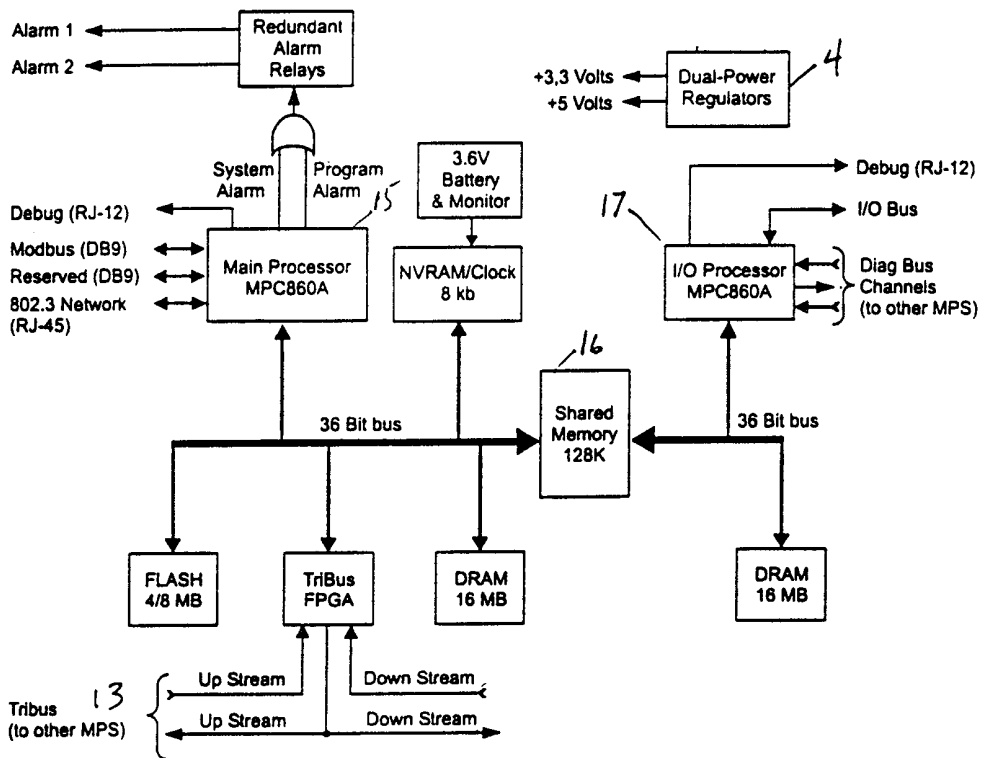 Alarm 1
Alarm 2
Redundant
Alarm
Relays
+3,3 Volts
+5 Volts
Dual-Power
Regulators
4
System
Alarm
Program
Alarm
3.6V
Battery
& Monitor
15
Debug (RJ-12)
Modbus (DB9)
Reserved (DB9)
802.3 Network
(RJ-45)
Main Processor
MPC860A
NVRAM/Clock
8 kb
17
I/O Processor
MPC860A
Debug (RJ-12)
I/O Bus
Diag Bus
Channels
(to other MPS)
16
Shared
Memory
128K
36 Bit bus
36 Bit bus
FLASH
4/8 MB
TriBus
FPGA
DRAM
16 MB
DRAM
16 MB
Tribus
(to other MPS)
13
Up Stream
Down Stream
Up Stream
Down Stream